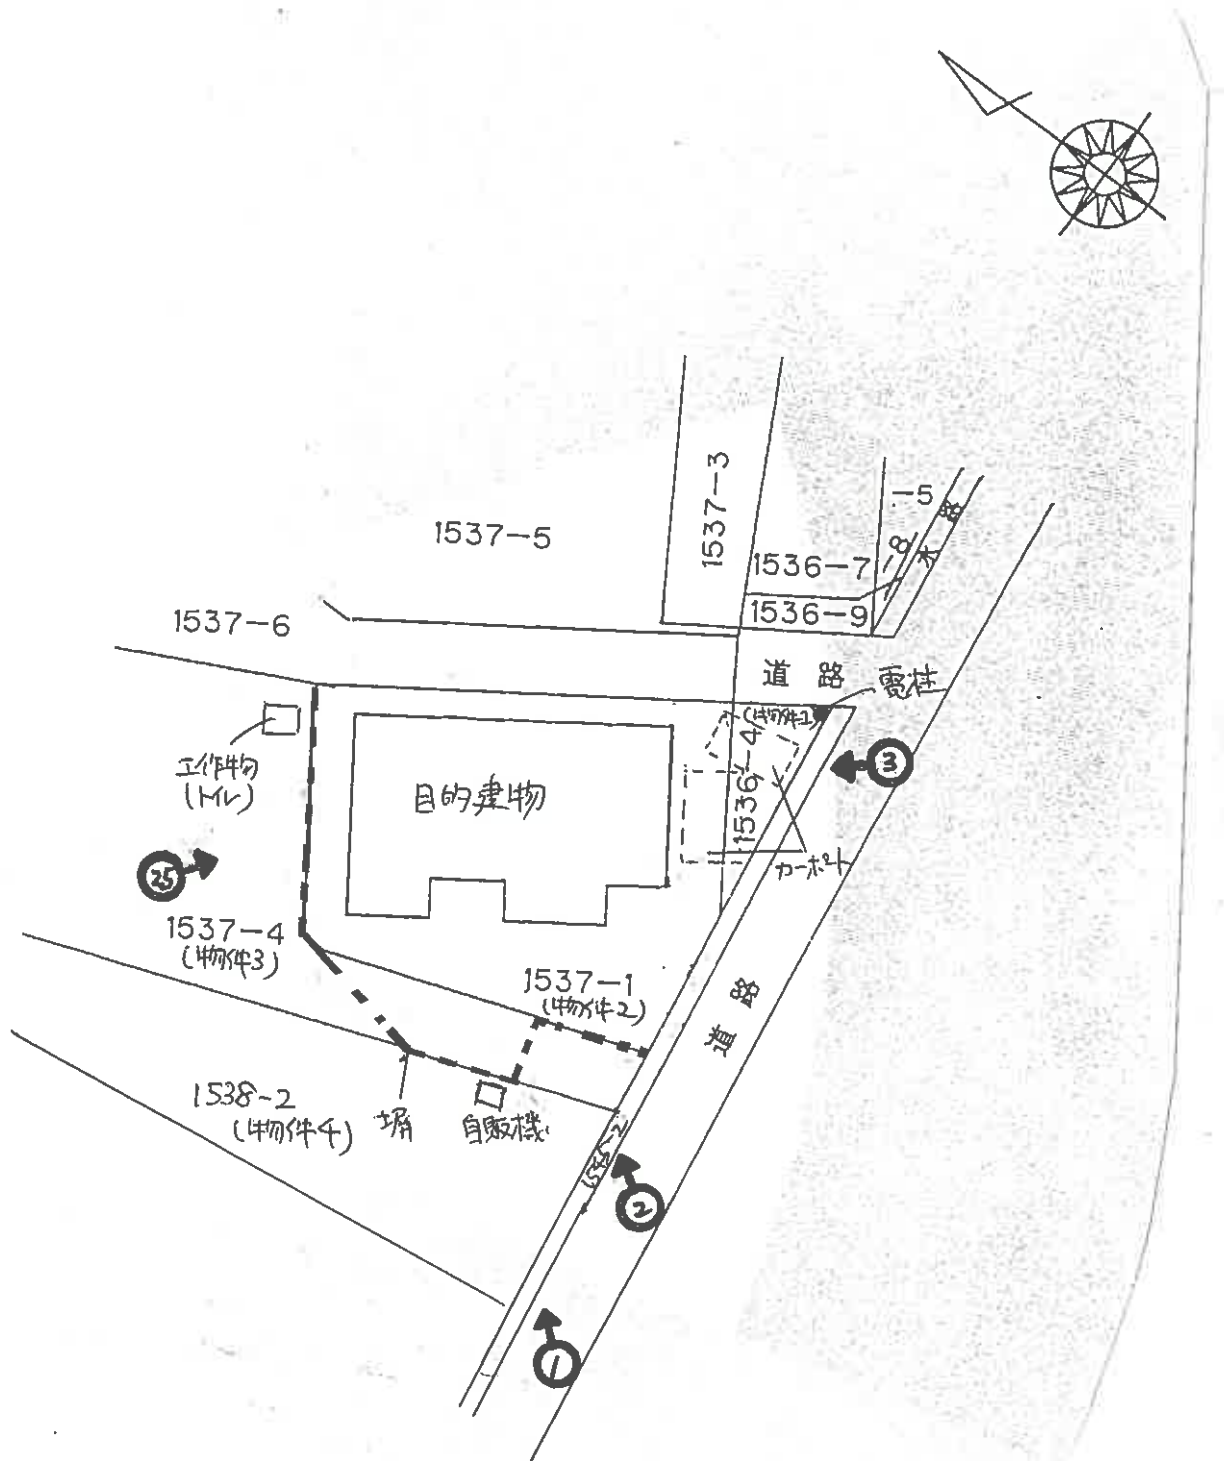 1537-3
-5
水路
1537-5
-8
1536-7
1536-9
1537-6
道路
電柱
(物件1)
1536-4
3
工作物
(トイレ)
目的建物
カーポート
25
1537-4
(物件3)
1537-1
(物件2)
道路
1538-2
(物件4)
塀
自販機
2
1